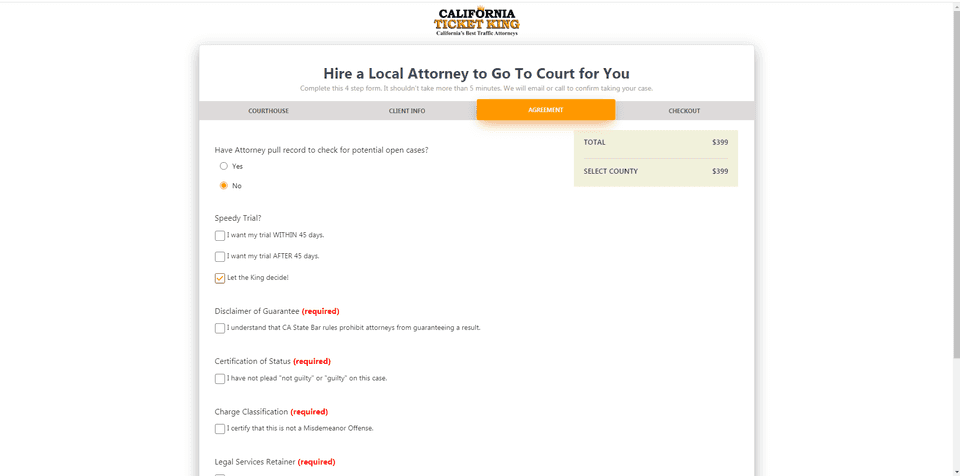 CALIFORNIA
TICKET KING
California's Best Traffic Attorneys
Hire a Local Attorney to Go To Court for You
Complete this 4 step form. It shouldn't take more than 5 minutes. We will email or call to confirm taking your case.
COURTHOUSE
CLIENT INFO
AGREEMENT
CHECKOUT
TOTAL $399
SELECT COUNTY $399
Have Attorney pull record to check for potential open cases?
Yes
No
Speedy Trial?
I want my trial WITHIN 45 days.
I want my trial AFTER 45 days.
Let the King decide!
Disclaimer of Guarantee (required)
I understand that CA State Bar rules prohibit attorneys from guaranteeing a result.
Certification of Status (required)
I have not plead "not guilty" or "guilty" on this case.
Charge Classification (required)
I certify that this is not a Misdemeanor Offense.
Legal Services Retainer (required)